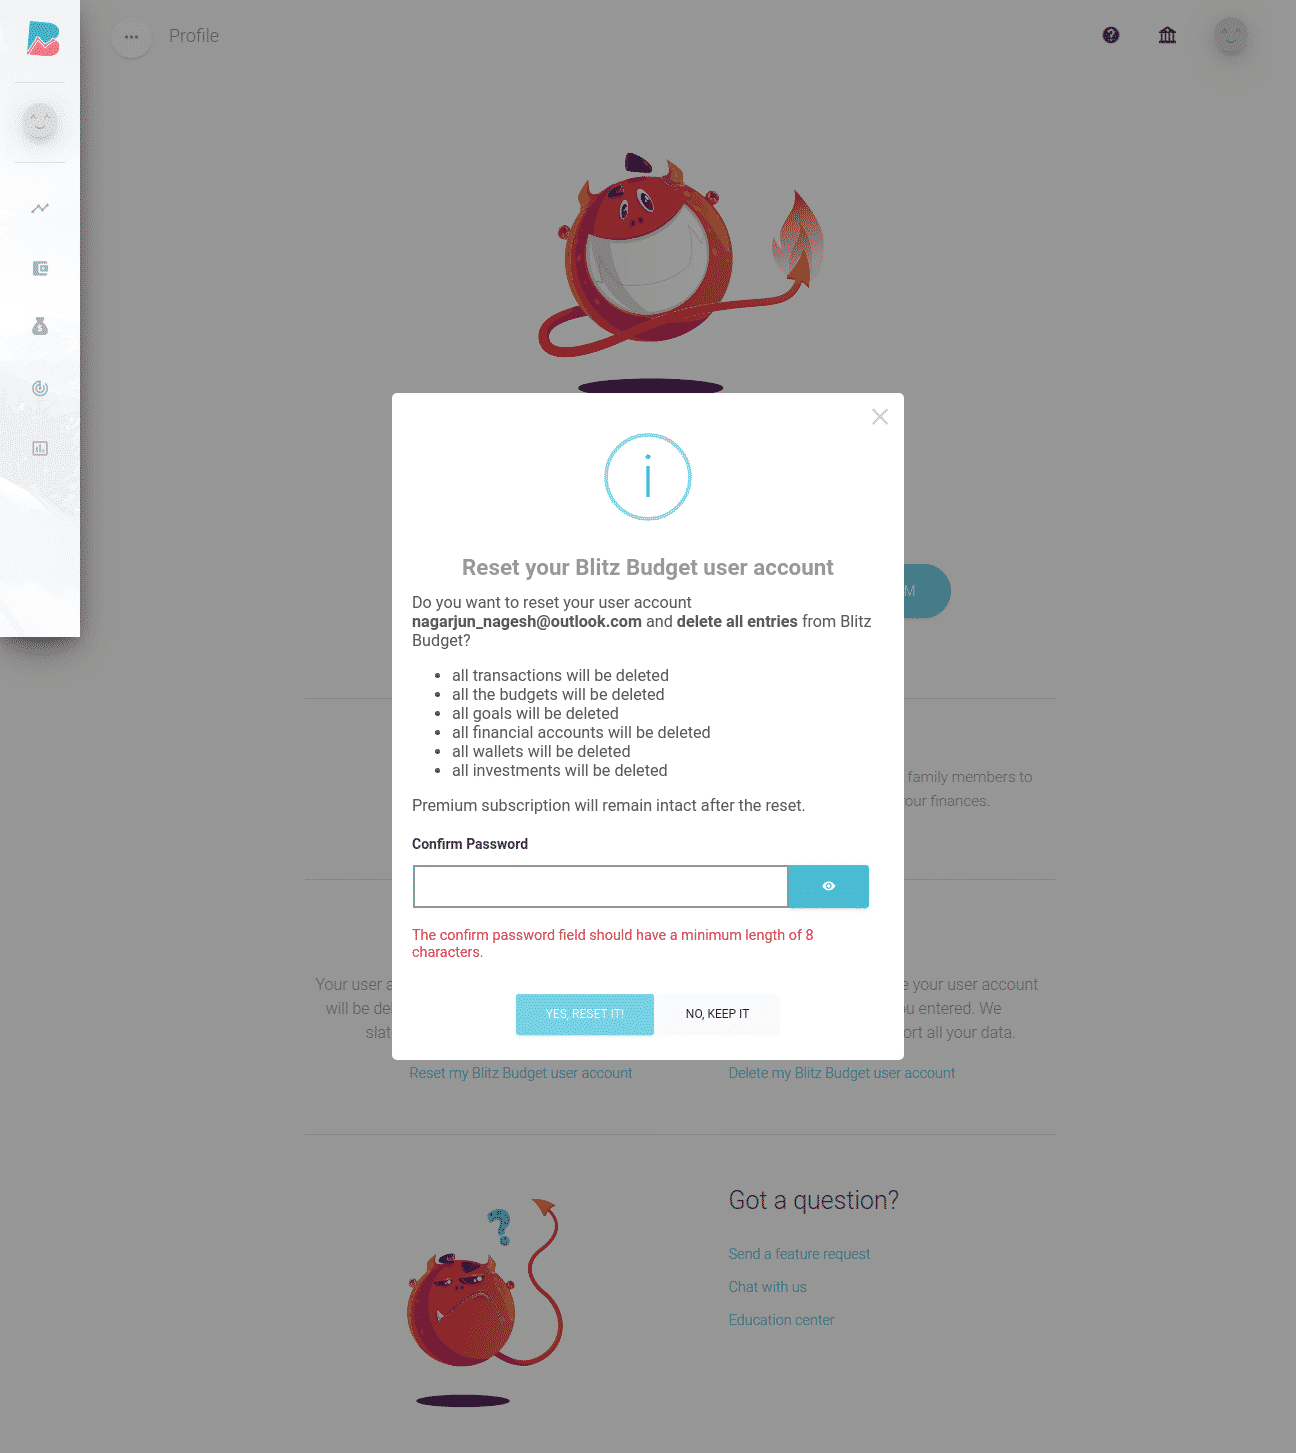 Profile
M
Reset your Blitz Budget user account
Do you want to reset your user account
nagarjun_nagesh@outlook.com and delete all entries from Blitz
Budget?
all transactions will be deleted
all the budgets will be deleted
all goals will be deleted
all financial accounts will be deleted
all wallets will be deleted
all investments will be deleted
Premium subscription will remain intact after the reset.
family members to
our finances.
Confirm Password
The confirm password field should have a minimum length of 8
characters.
Your user a
will be de
slat
e your user account
u entered. We
ort all your data.
YES, RESET IT!
NO, KEEP IT
Reset my Blitz Budget user account
Delete my Blitz Budget user account
Got a question?
Send a feature request
Chat with us
Education center